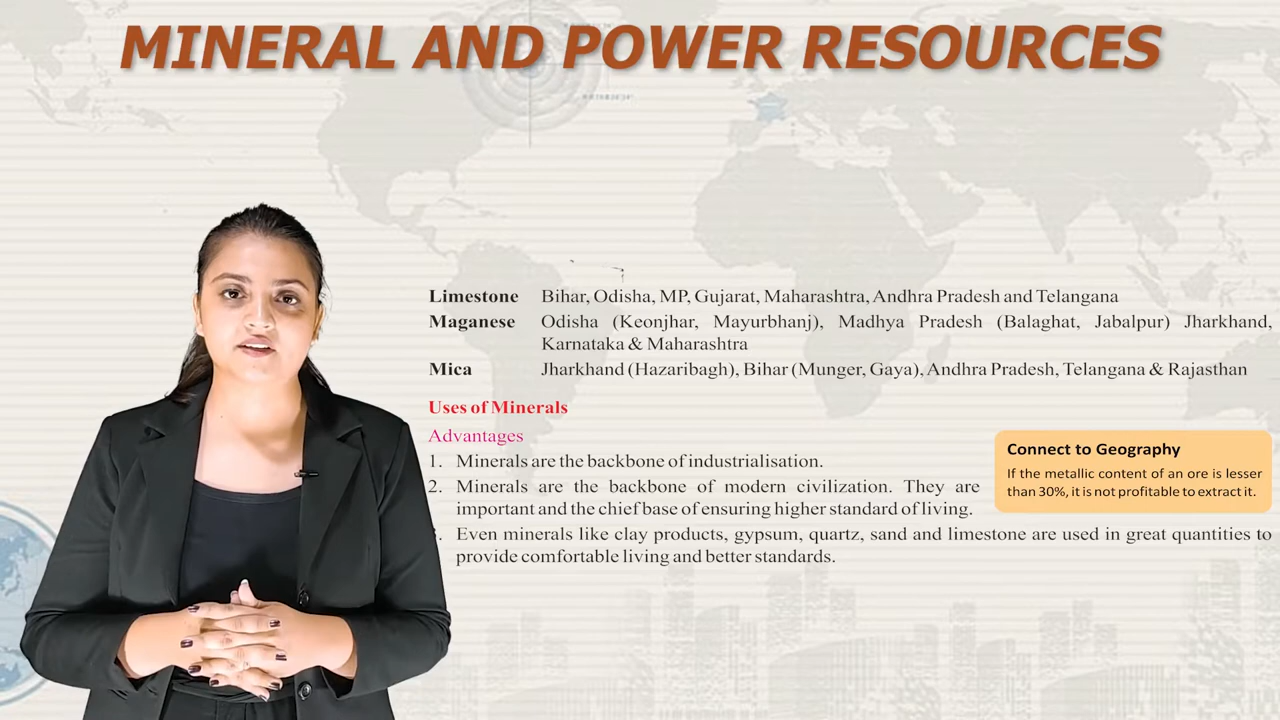 MINERAL AND POWER RESOURCES
Limestone Bihar, Odisha, MP, Gujarat, Maharashtra, Andhra Pradesh and Telangana
Maganese Odisha (Keonjhar, Mayurbhanj), Madhya Pradesh (Balaghat, Jabalpur) Jharkhand,
Karnataka & Maharashtra
Mica Jharkhand (Hazaribagh), Bihar (Munger, Gaya), Andhra Pradesh, Telangana & Rajasthan
Uses of Minerals
Advantages
1. Minerals are the backbone of industrialisation.
2. Minerals are the backbone of modern civilization. They are
important and the chief base of ensuring higher standard of living.
Even minerals like clay products, gypsum, quartz, sand and limestone are used in great quantities to
provide comfortable living and better standards.
Connect to Geography
If the metallic content of an ore is lesser
than 30%, it is not profitable to extract it.